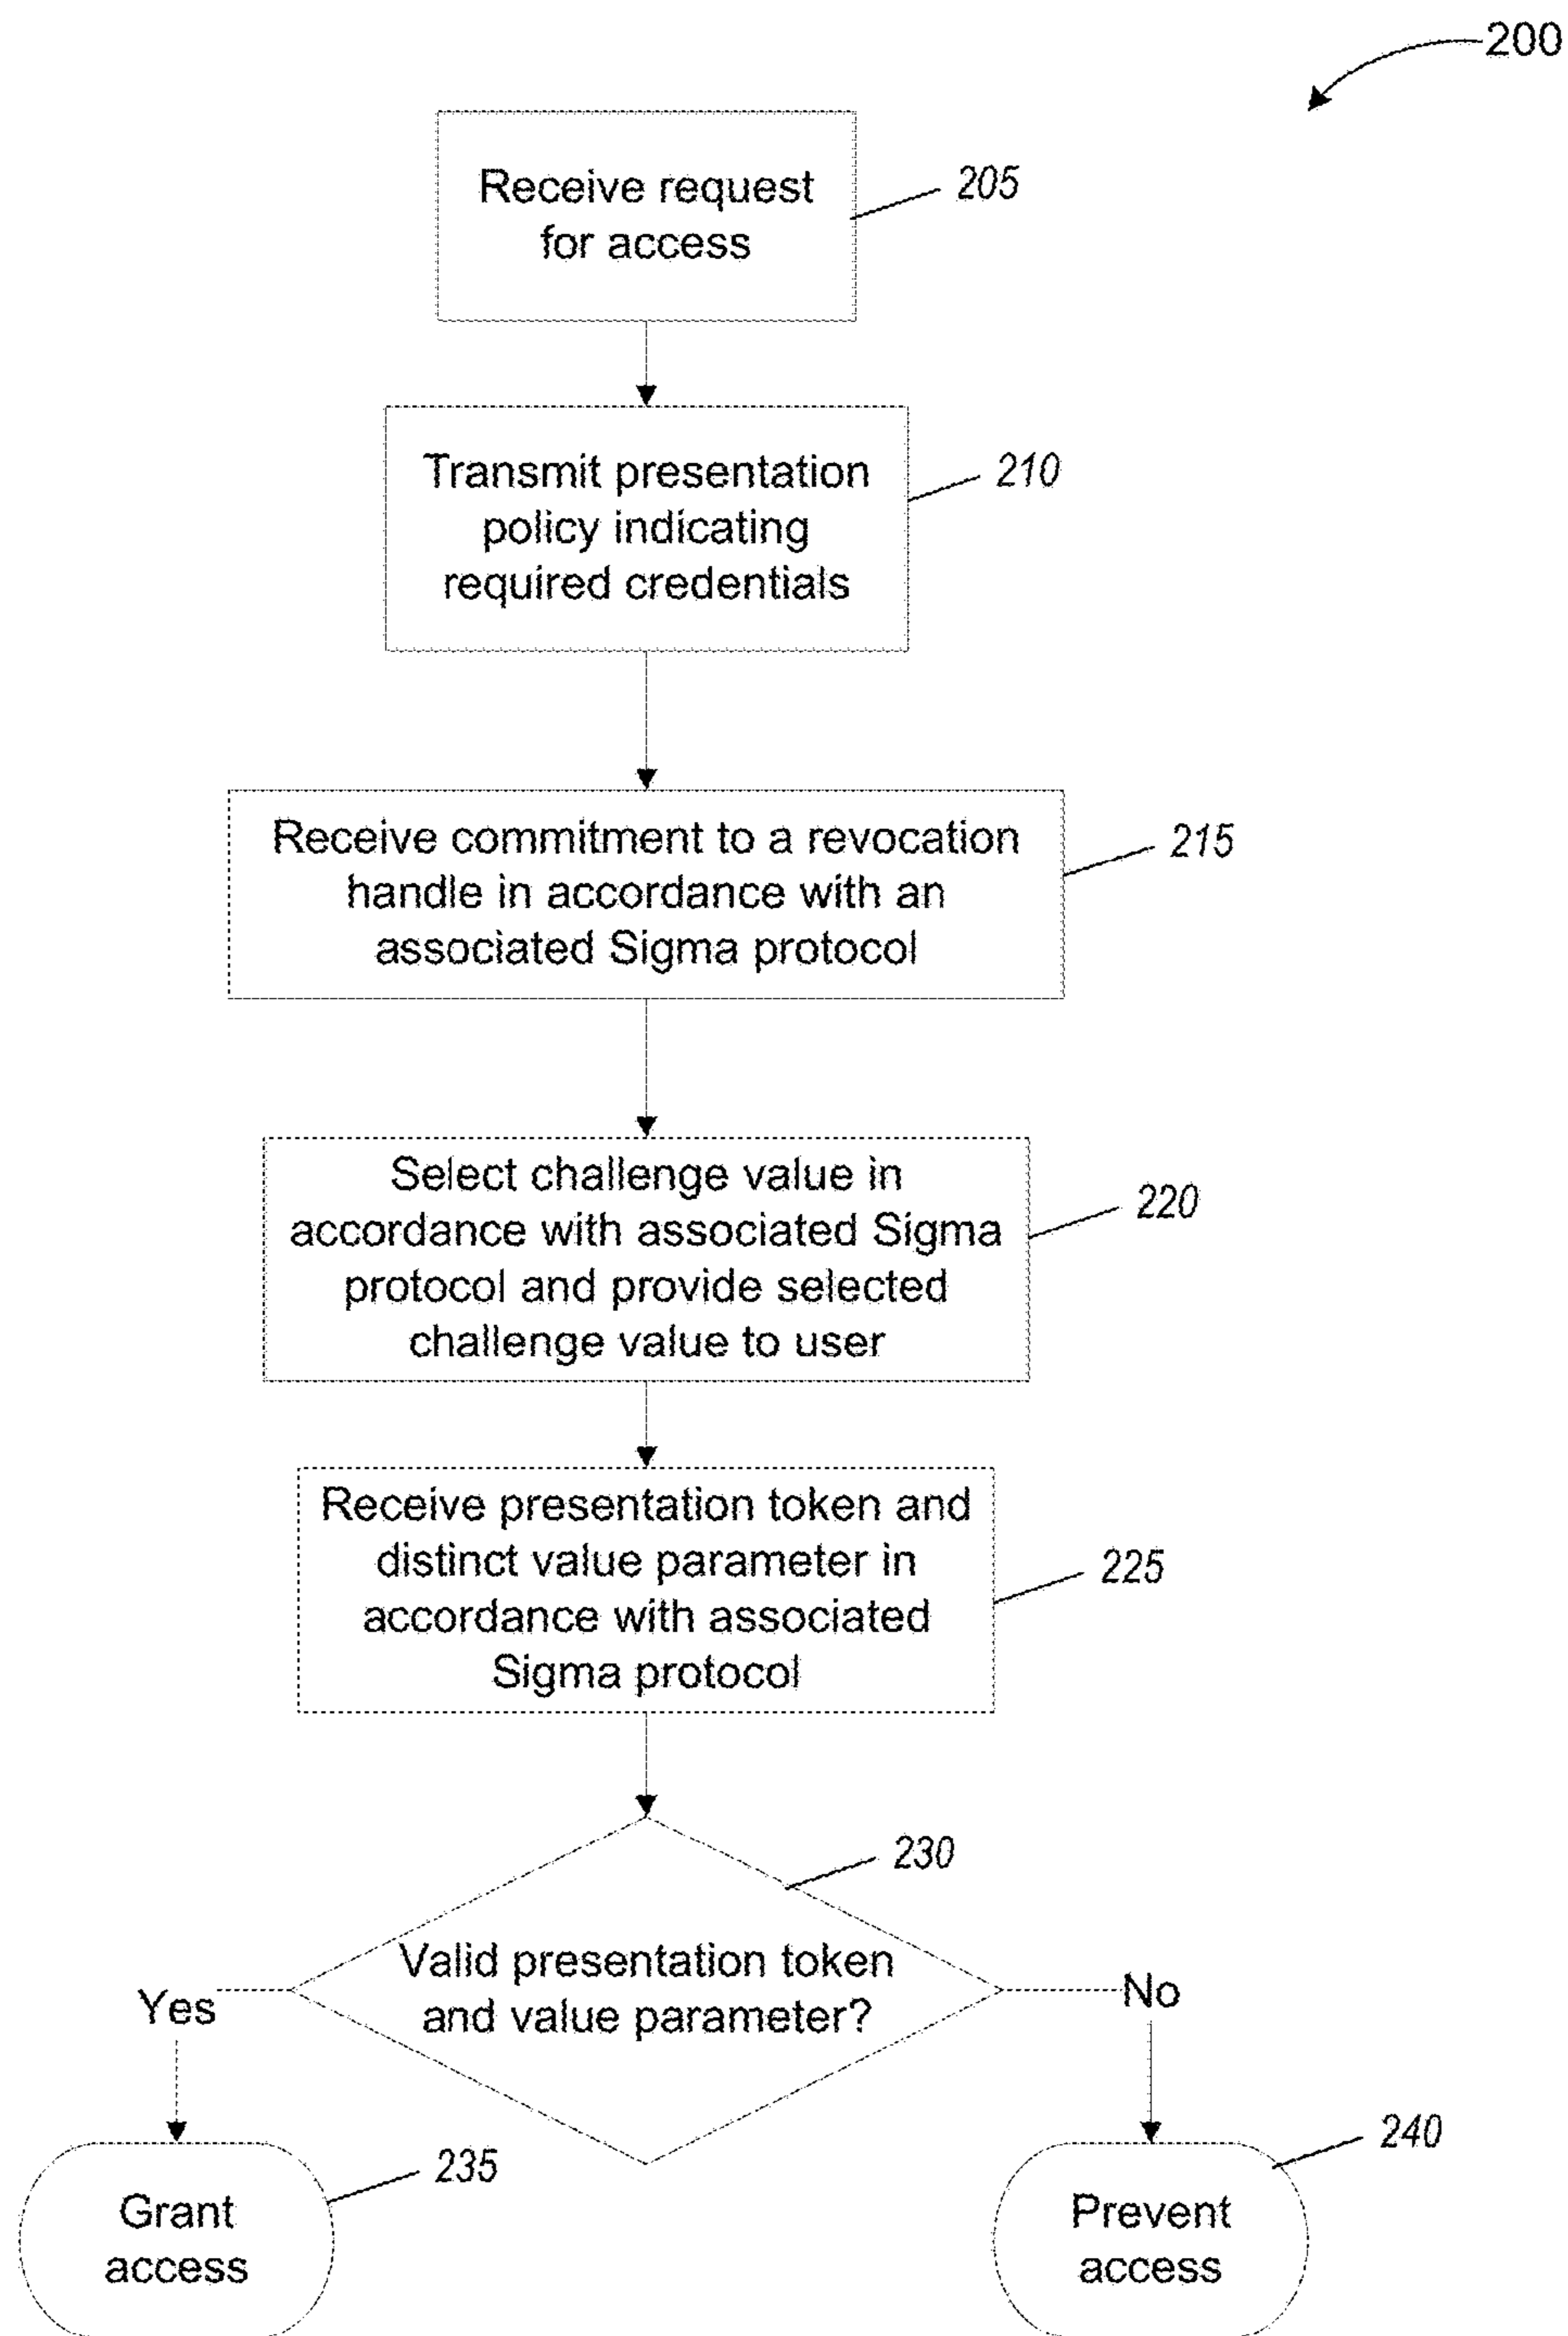 200
Receive request
for access
205
Transmit presentation
policy indicating
required credentials
210
Receive commitment to a revocation
handle in accordance with an
associated Sigma protocol
215
Select challenge value in
accordance with associated Sigma
protocol and provide selected
challenge value to user
220
Receive presentation token and
distinct value parameter in
accordance with associated
Sigma protocol
225
230
Valid presentation token
and value parameter?
Yes
No
Grant
access
235
Prevent
access
240